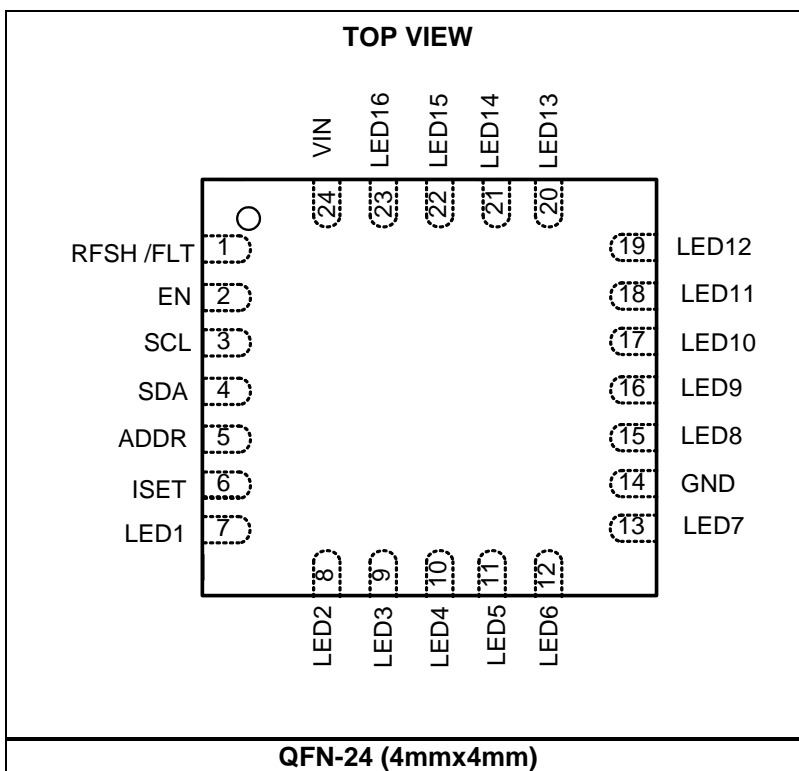 TOP VIEW
VIN
LED16
LED15
LED14
LED13
24
23
22
21
20
RFSH /FLT
1
EN
2
SCL
3
SDA
4
ADDR
5
ISET
6
LED1
7
19
LED12
18
LED11
17
LED10
16
LED9
15
LED8
14
GND
13
LED7
8
9
10
11
12
LED2
LED3
LED4
LED5
LED6
QFN-24 (4mmx4mm)